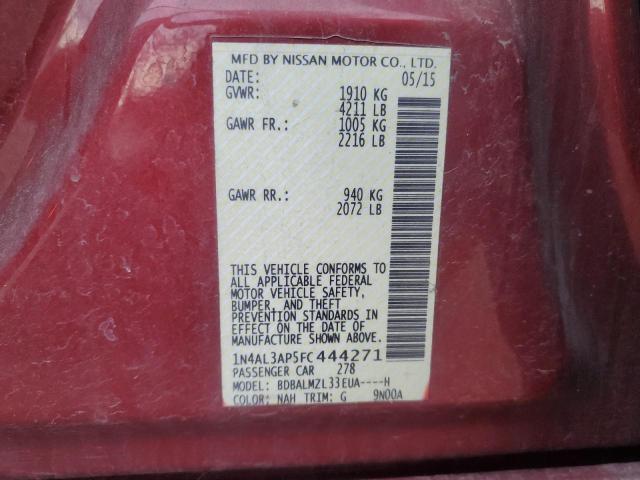 MFD BY NISSAN MOTOR CO., LTD.
DATE: 05/15
GVWR: 1910 KG
4211 LB
GAWR FR.: 1005 KG
2216 LB
GAWR RR.: 940 KG
2072 LB
THIS VEHICLE CONFORMS TO
ALL APPLICABLE FEDERAL
MOTOR VEHICLE SAFETY,
BUMPER, AND THEFT
PREVENTION STANDARDS IN
EFFECT ON THE DATE OF
MANUFACTURE SHOWN ABOVE.
1N4AL3AP5FC444271
PASSENGER CAR 278
MODEL: BDBALMZL33EUA----H
COLOR: NAH TRIM: G 9N00A